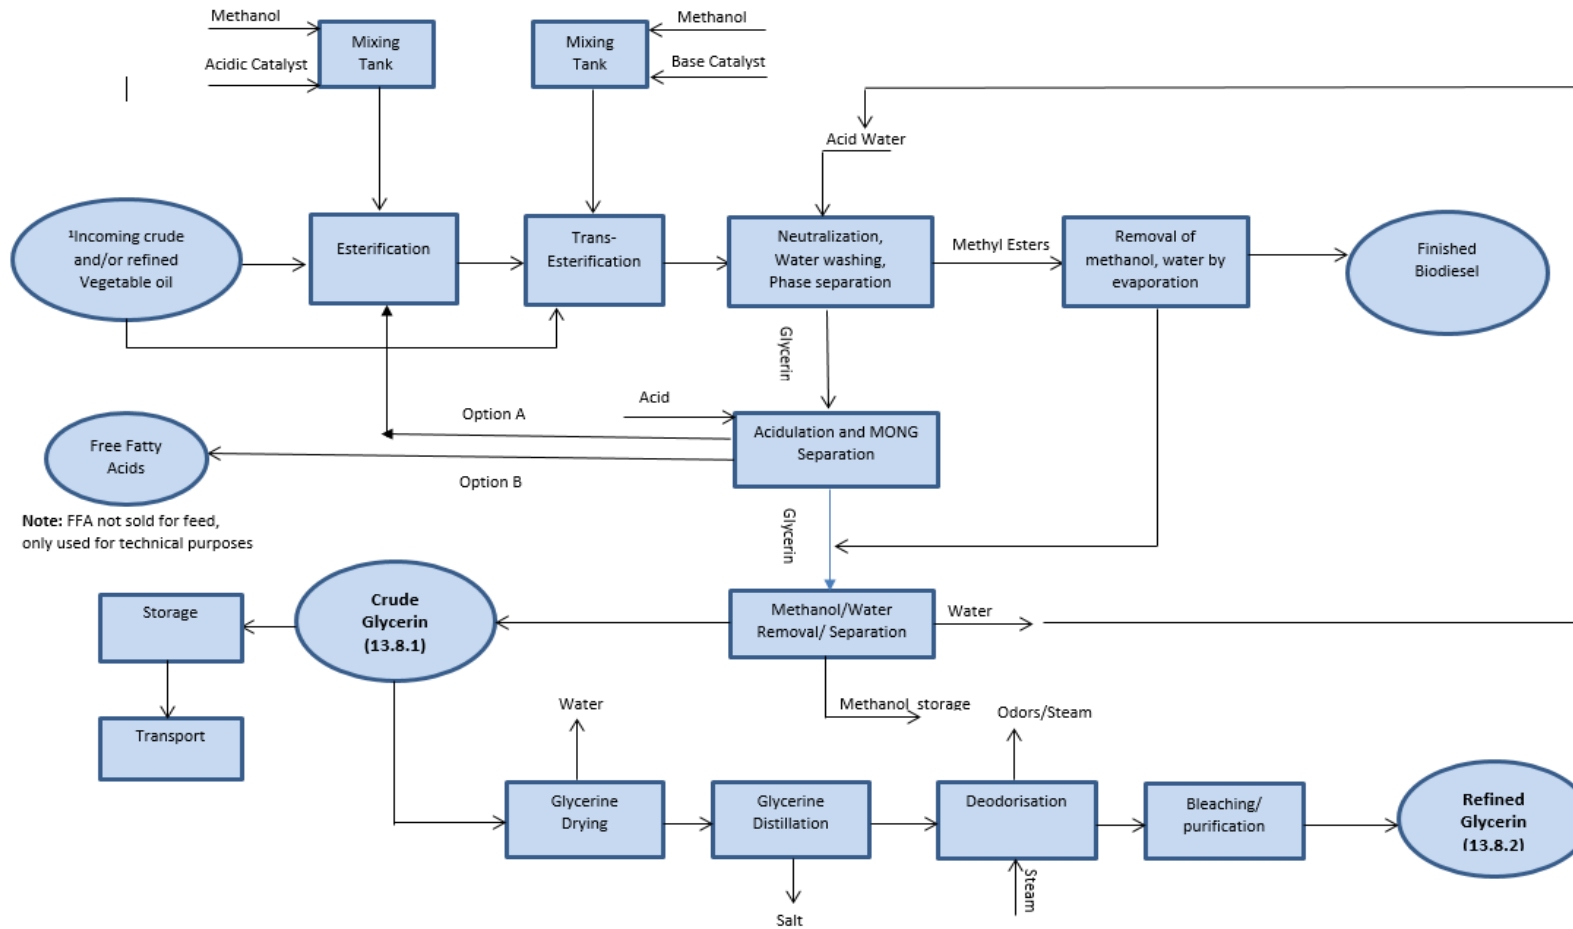 Methanol
Acidic Catalyst
Mixing
Tank
Mixing
Tank
Methanol
Base Catalyst
Acid Water
¹Incoming crude
and/or refined
Vegetable oil
Esterification
Trans-
Esterification
Neutralization,
Water washing,
Phase separation
Methyl Esters
Removal of
methanol, water by
evaporation
Finished
Biodiesel
Glycerin
Acid
Option A
Acidulation and MONG
Separation
Free Fatty
Acids
Option B
Note: FFA not sold for feed,
only used for technical purposes
Glycerin
Storage
Crude
Glycerin
(13.8.1)
Methanol/Water
Removal/ Separation
Water
Methanol storage
Transport
Water
Odors/Steam
Glycerine
Drying
Glycerine
Distillation
Deodorisation
Bleaching/
purification
Refined
Glycerin
(13.8.2)
Steam
Salt